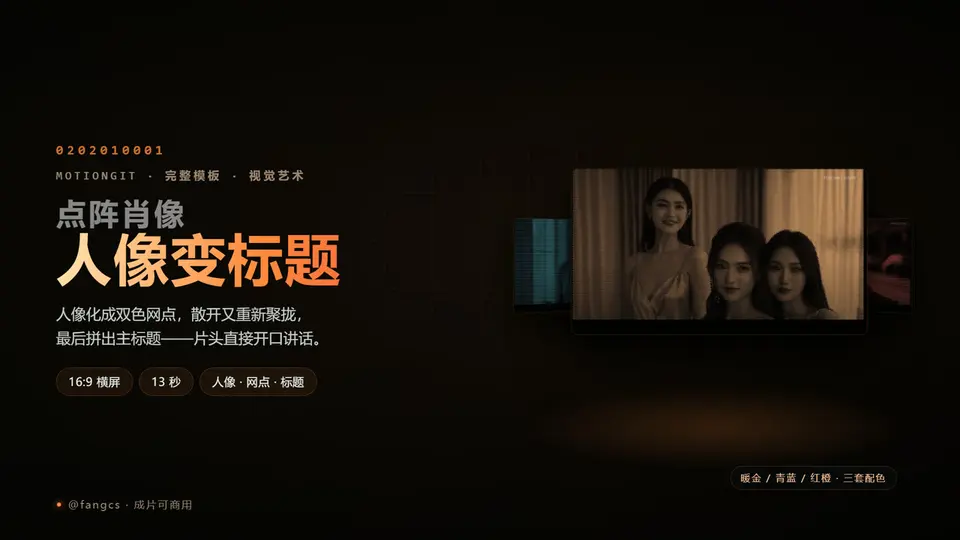 0202010001
MOTIONGIT · 完整模板 · 视觉艺术
点阵肖像
人像变标题
人像化成双色网点，散开又重新聚拢，
最后拼出主标题——片头直接开口讲话。
16:9 横屏
13 秒
人像 · 网点 · 标题
暖金 / 青蓝 / 红橙 · 三套配色
@fangcs · 成片可商用